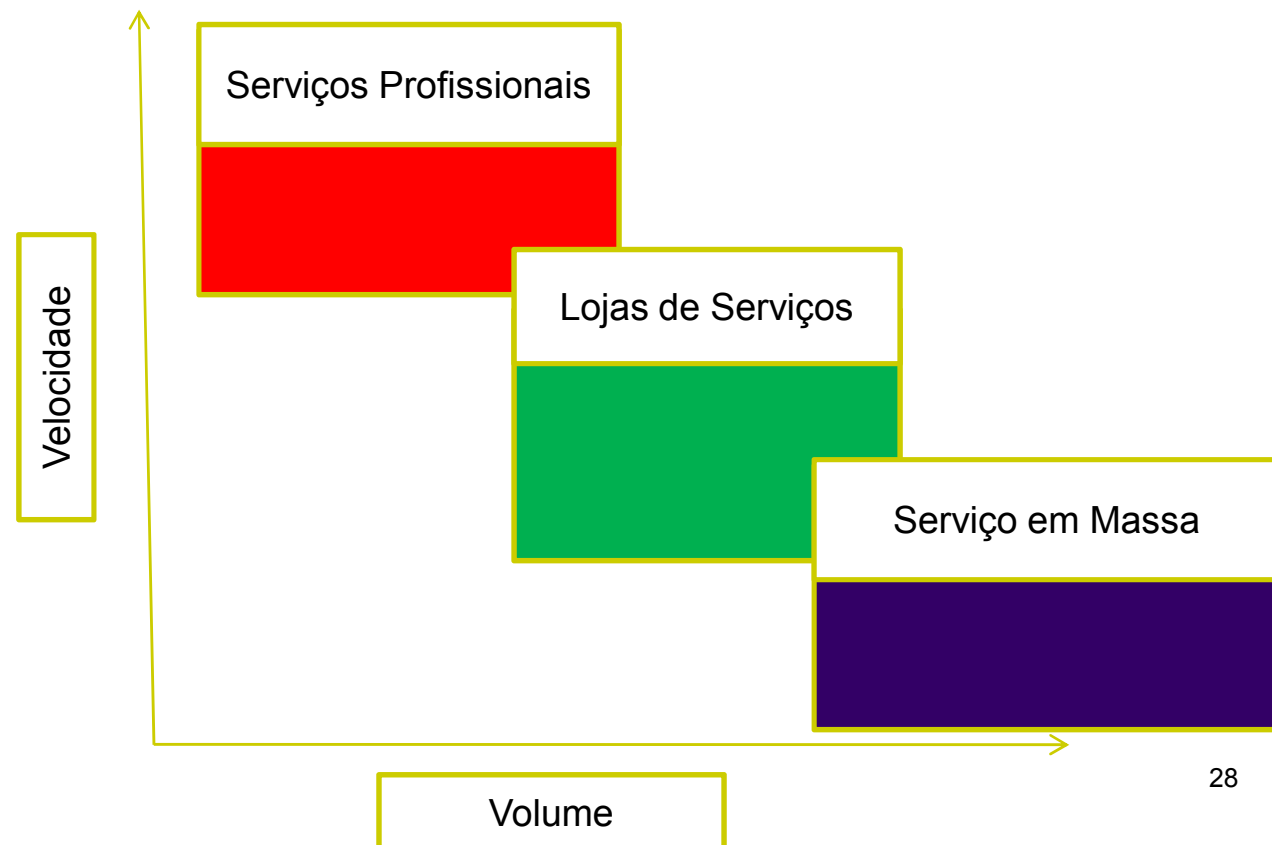 Serviços Profissionais
Velocidade
Lojas de Serviços
Serviço em Massa
Volume
28